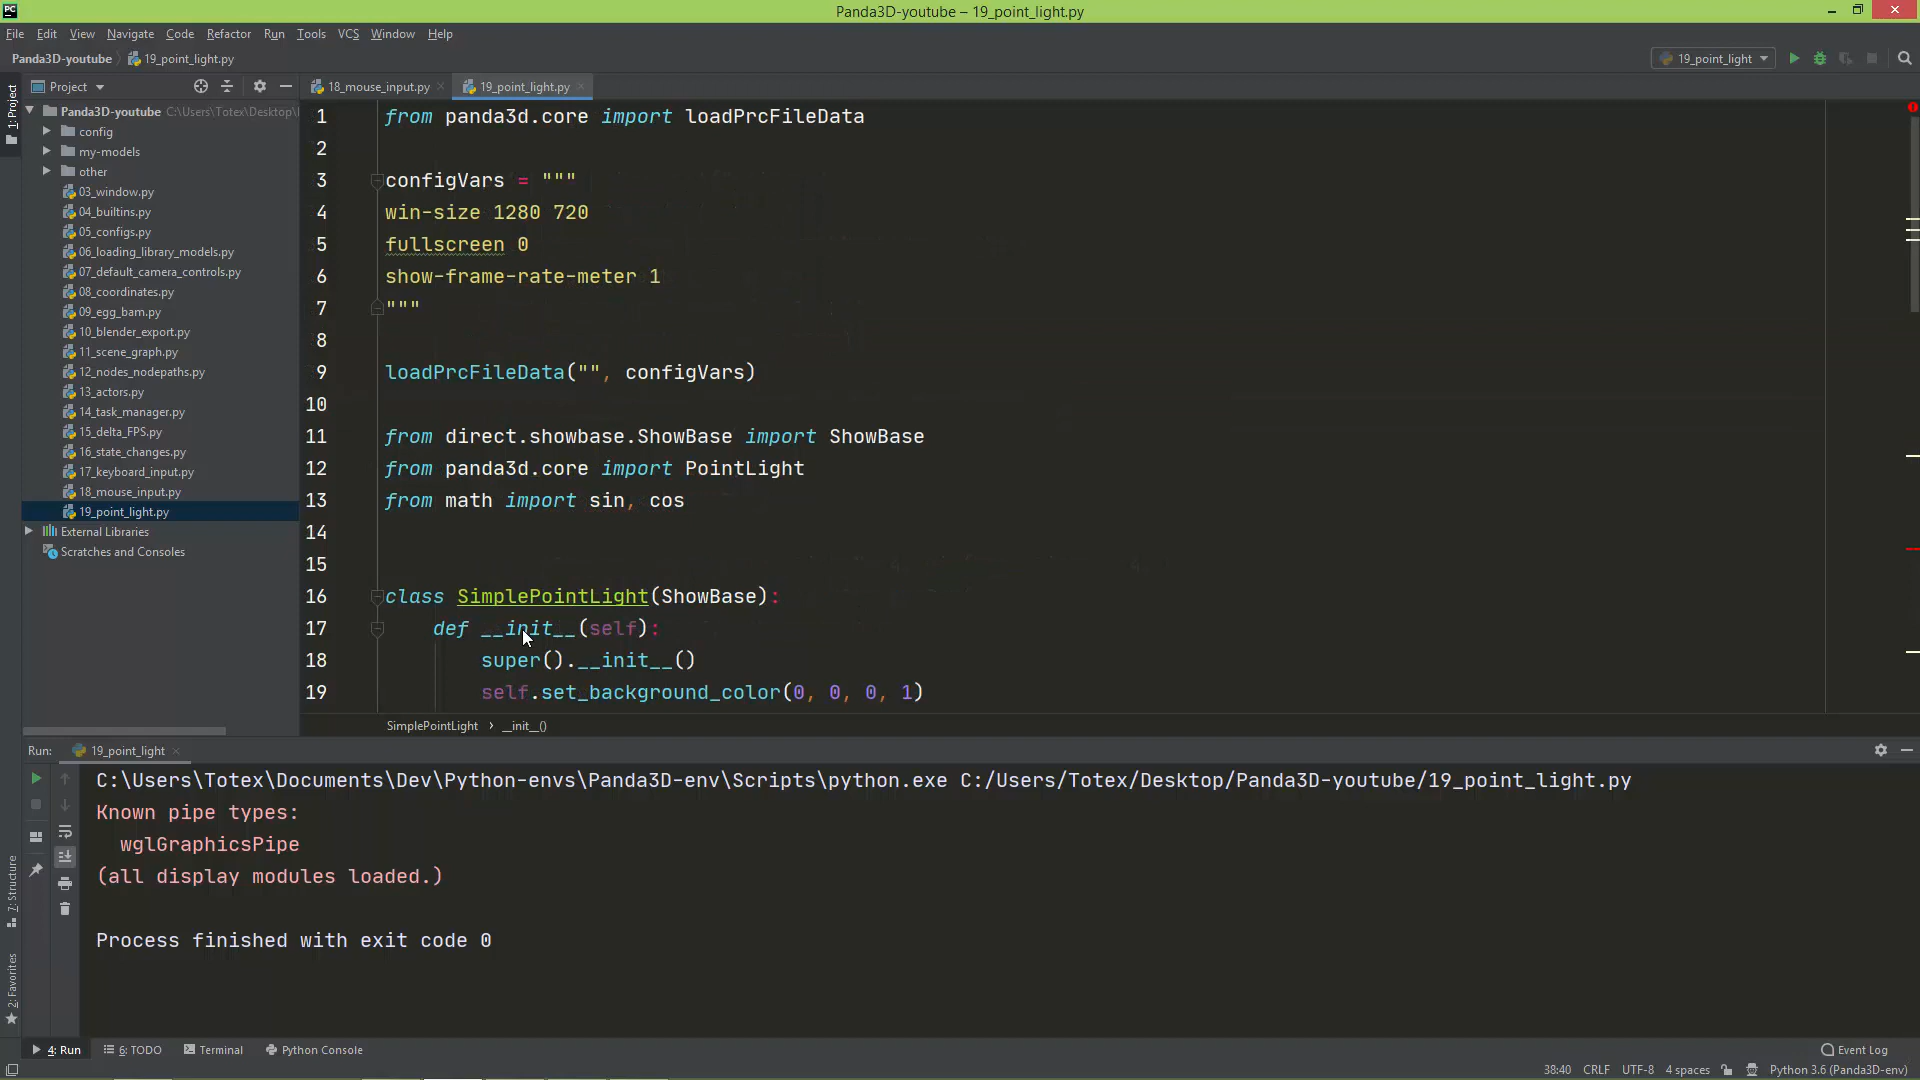 PC
Panda3D-youtube – 19_point_light.py
File Edit View Navigate Code Refactor Run Tools VCS Window Help
Panda3D-youtube 19_point_light.py
19_point_light
Project
18_mouse_input.py
19_point_light.py
1: Project
Panda3D-youtube C:\Users\Totex\Desktop\
config
my-models
other
03_window.py
04_builtins.py
05_configs.py
06_loading_library_models.py
07_default_camera_controls.py
08_coordinates.py
09_egg_bam.py
10_blender_export.py
11_scene_graph.py
12_nodes_nodepaths.py
13_actors.py
14_task_manager.py
15_delta_FPS.py
16_state_changes.py
17_keyboard_input.py
18_mouse_input.py
19_point_light.py
External Libraries
Scratches and Consoles
1 from panda3d.core import loadPrcFileData
2
3 configVars = """
4 win-size 1280 720
5 fullscreen 0
6 show-frame-rate-meter 1
7 """
8
9 loadPrcFileData("", configVars)
10
11 from direct.showbase.ShowBase import ShowBase
12 from panda3d.core import PointLight
13 from math import sin, cos
14
15
16 class SimplePointLight(ShowBase):
17 def __init__(self):
18 super().__init__()
19 self.set_background_color(0, 0, 0, 1)
SimplePointLight › __init__()
Run: 19_point_light
C:\Users\Totex\Documents\Dev\Python-envs\Panda3D-env\Scripts\python.exe C:/Users/Totex/Desktop/Panda3D-youtube/19_point_light.py
Known pipe types:
wglGraphicsPipe
(all display modules loaded.)
Process finished with exit code 0
7: Structure
2: Favorites
4: Run 6: TODO Terminal Python Console
Event Log
38:40 CRLF UTF-8 4 spaces Python 3.6 (Panda3D-env)